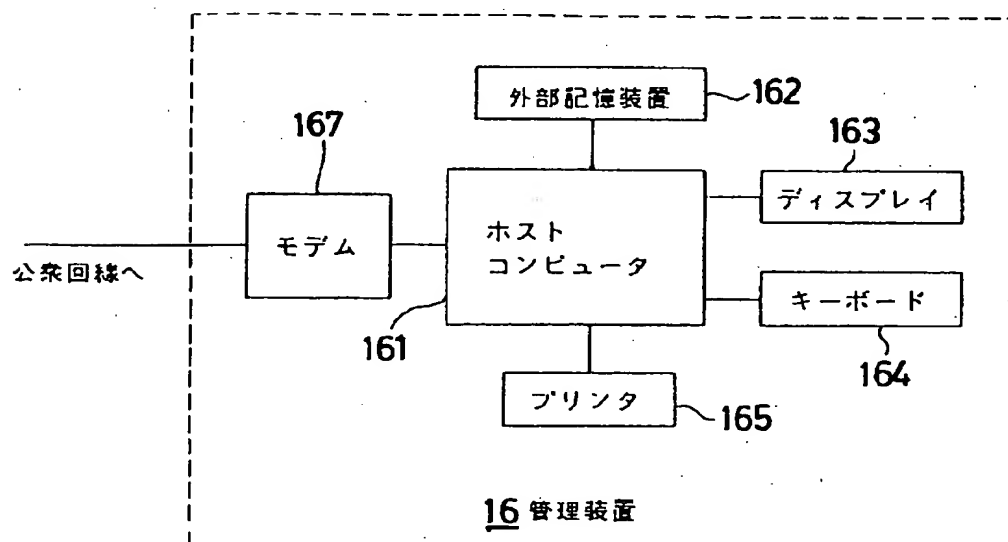 外部記憶装置
162
167
163
モデム
ホスト
コンピュータ
ディスプレイ
公衆回線へ
キーボード
161
164
プリンタ
165
16 管理装置